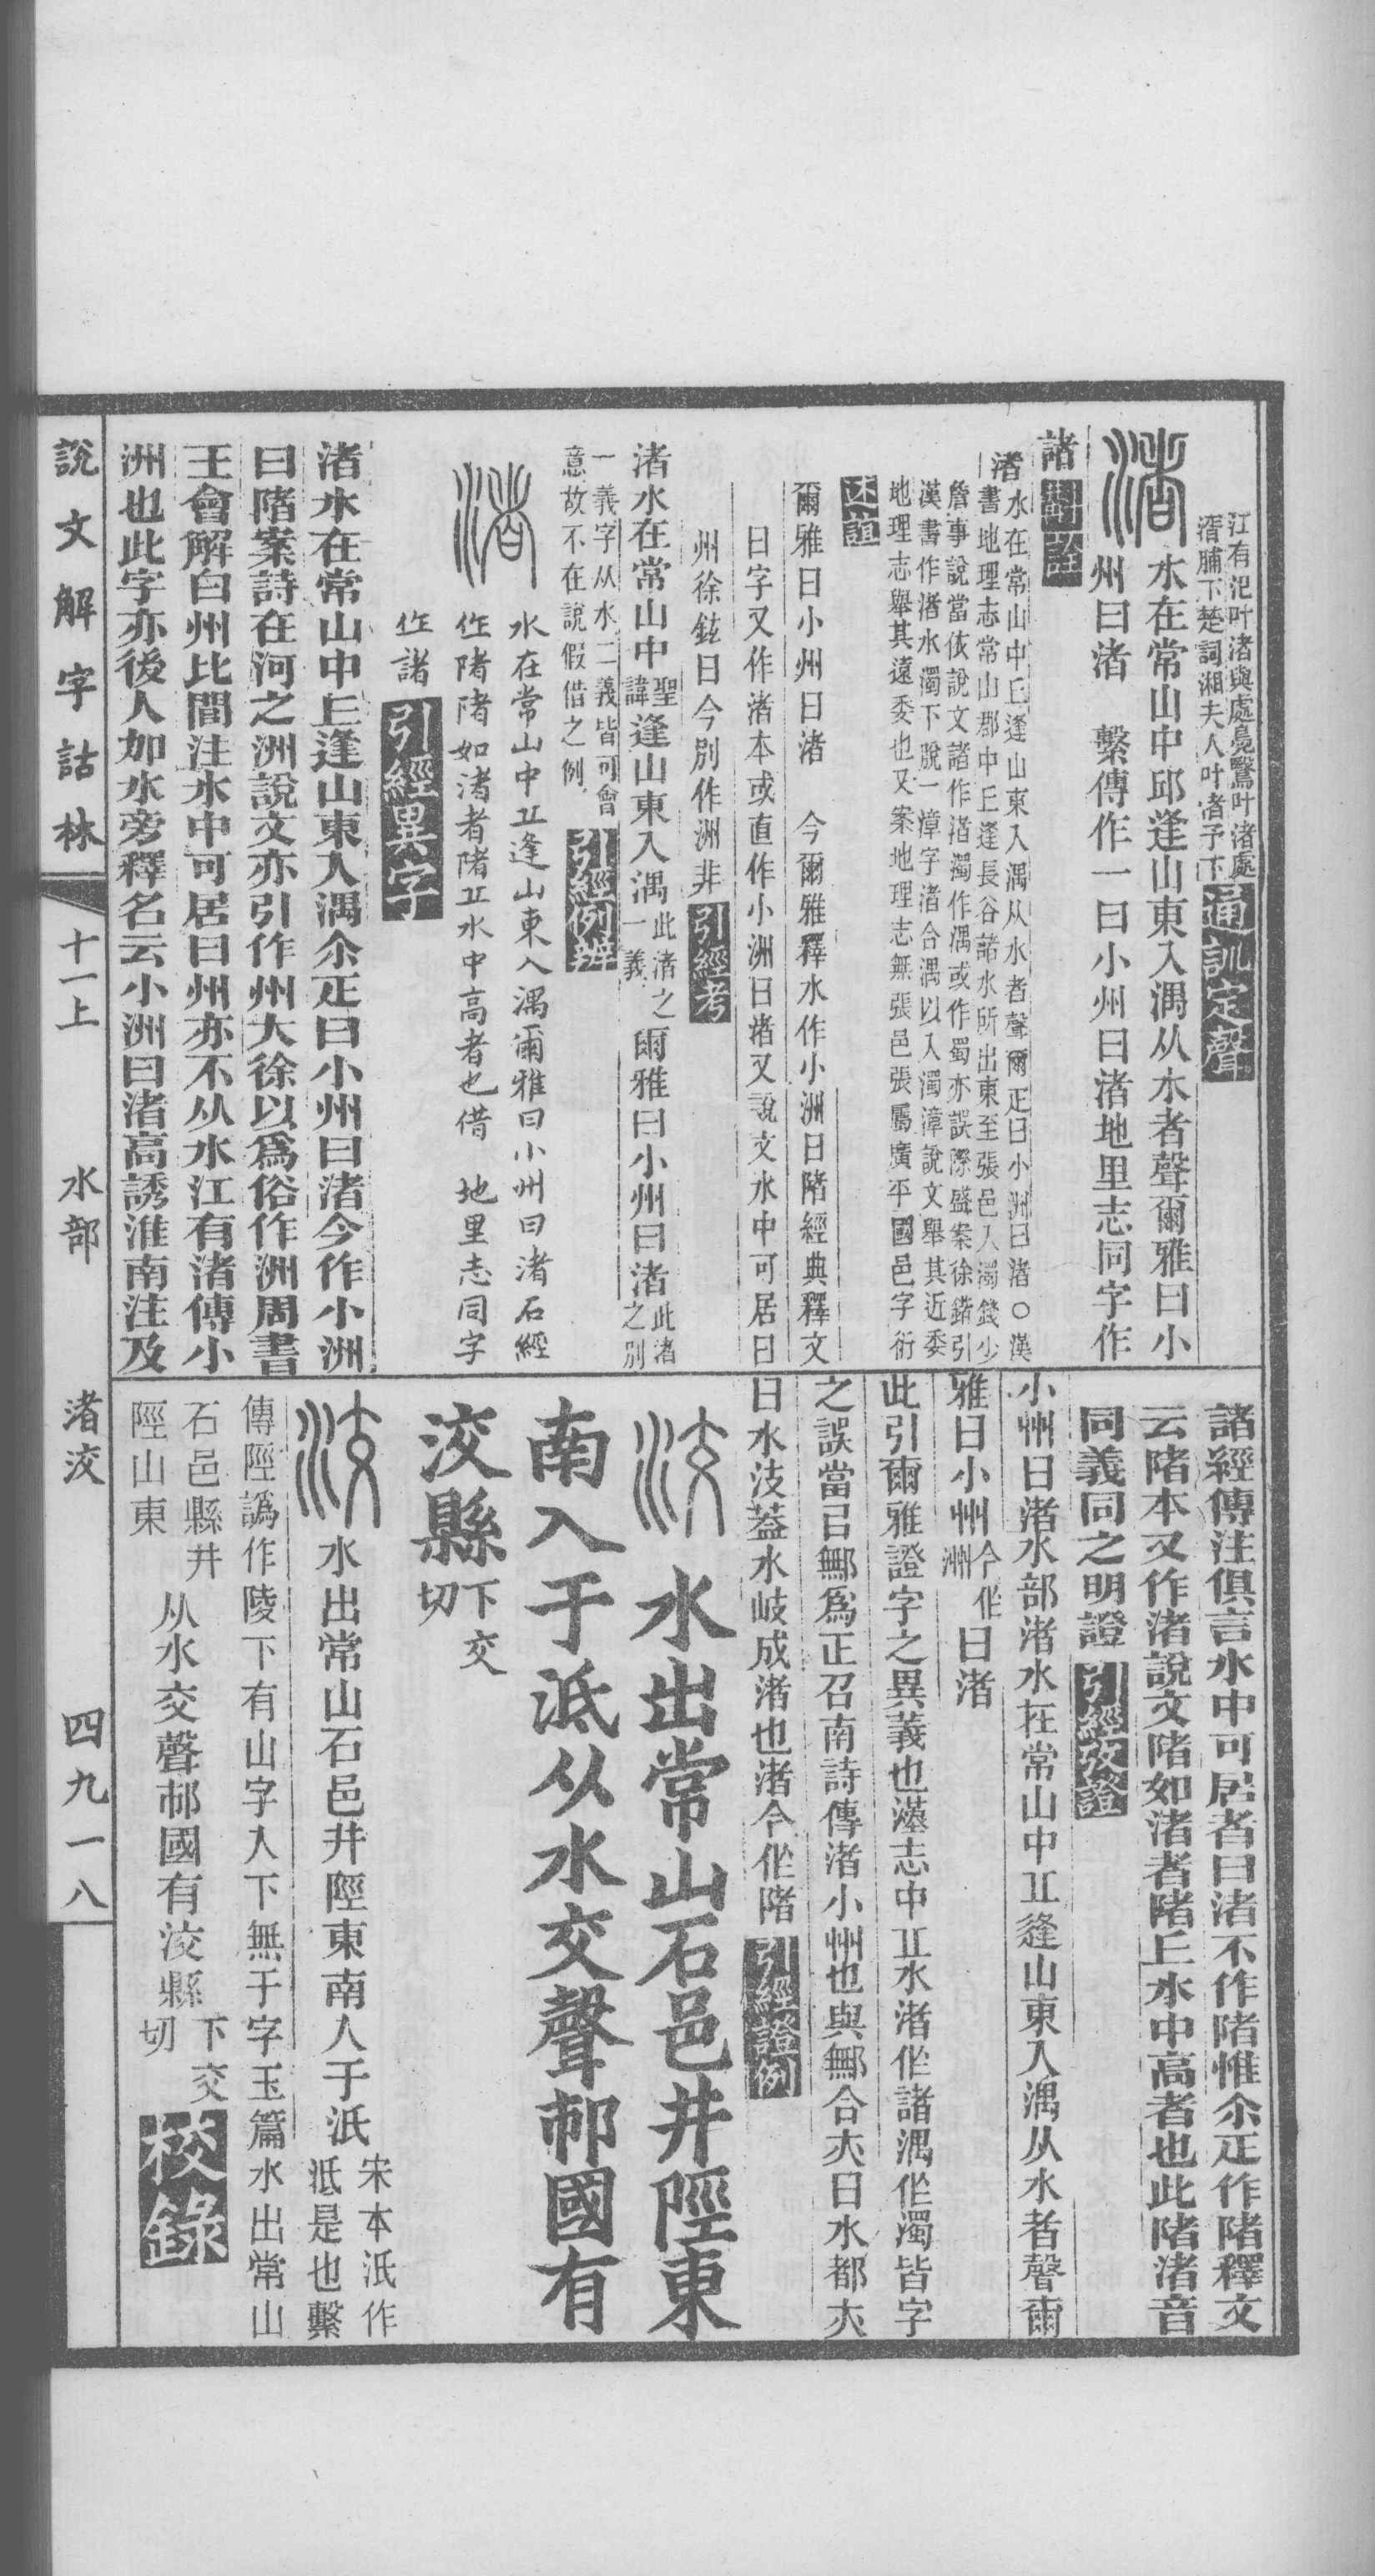 江有汜叶渚與處鳧鷖叶渚處
湑脯下楚詞湘夫人叶渚予下通訓定聲
水在常山中邱逢山東入湡从水者聲爾雅曰小
州曰渚　繫傳作一曰小州曰渚地里志同字作
諸斠詮
渚水在常山中丘逢山東入湡从水者聲爾疋曰小洲曰渚○漢
書地理志常山郡中丘逢長谷諸水所出東至張邑入濁錢少
詹事說當依說文諸作渚濁作湡或作蜀亦誤際盛案徐鍇引
漢書作渚水濁下脫一漳字渚合湡以入濁漳說文舉其近委
地理志舉其遠委也又案地理志無張邑張屬廣平國邑字衍
述誼
爾雅曰小州曰渚　今爾雅釋水作小洲曰陼經典釋文
曰字又作渚本或直作小洲曰渚又說文水中可居曰
州徐鉉曰今別作洲非引經考
渚水在常山中聖諱逢山東入湡此渚之一義爾雅曰小州曰渚此渚之別
一義字从水二義皆可會
意故不在說假借之例引經例辨
水在常山中丠逢山東入湡爾雅曰小州曰渚石經
作陼陼如渚者陼丠水中高者也借　地里志同字
作諸引經異字
渚水在常山中丘逢山東入湡尒疋曰小州曰渚今作小洲
曰陼案詩在河之洲說文亦引作州大徐以爲俗作洲周書
王會解白州比閭注水中可居曰州亦不从水江有渚傳小
洲也此字亦後人加水旁釋名云小洲曰渚高誘淮南注及
諸經傳注俱言水中可居者曰渚不作陼惟尒疋作陼釋文
云陼本又作渚說文陼如渚者陼丘水中高者也此陼渚音
同義同之明證引經攷證
小州曰渚水部渚水在常山中丠逢山東入湡从水者聲爾
雅曰小州今作洲曰渚
此引爾雅證字之異義也漢志中丠水渚作諸湡作濁皆字
之誤當㠯鄦爲正召南詩傳渚小州也與鄦合亦曰水都亦
曰水汥葢水岐成渚也渚今作陼引經證例
水出常山石邑井陘東
南入于泜从水交聲邟國有
洨縣下交切
水出常山石邑井陘東南人于汦宋本汦作泜是也繫
傳陘譌作陵下有山字入下無于字玉篇水出常山
石邑縣井陘山東　从水交聲邟國有洨縣下交切校錄
說文解字詁林　十一上　水部　渚洨　四九一八